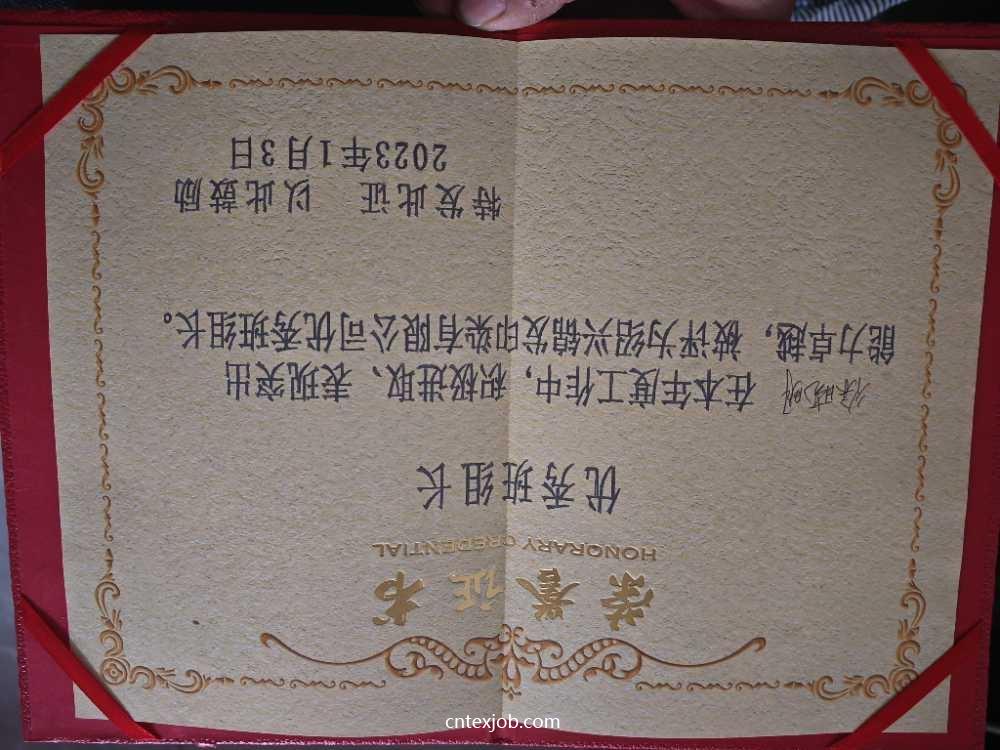 荣誉证书
HONORARY CREDENTIAL
优秀班组长
徐晓明 在本年度工作中，积极进取、表现突出
能力卓越，被评为绍兴锦发印染有限公司优秀班组长。
特发此证 以此鼓励
2023年1月3日
cntexjob.com